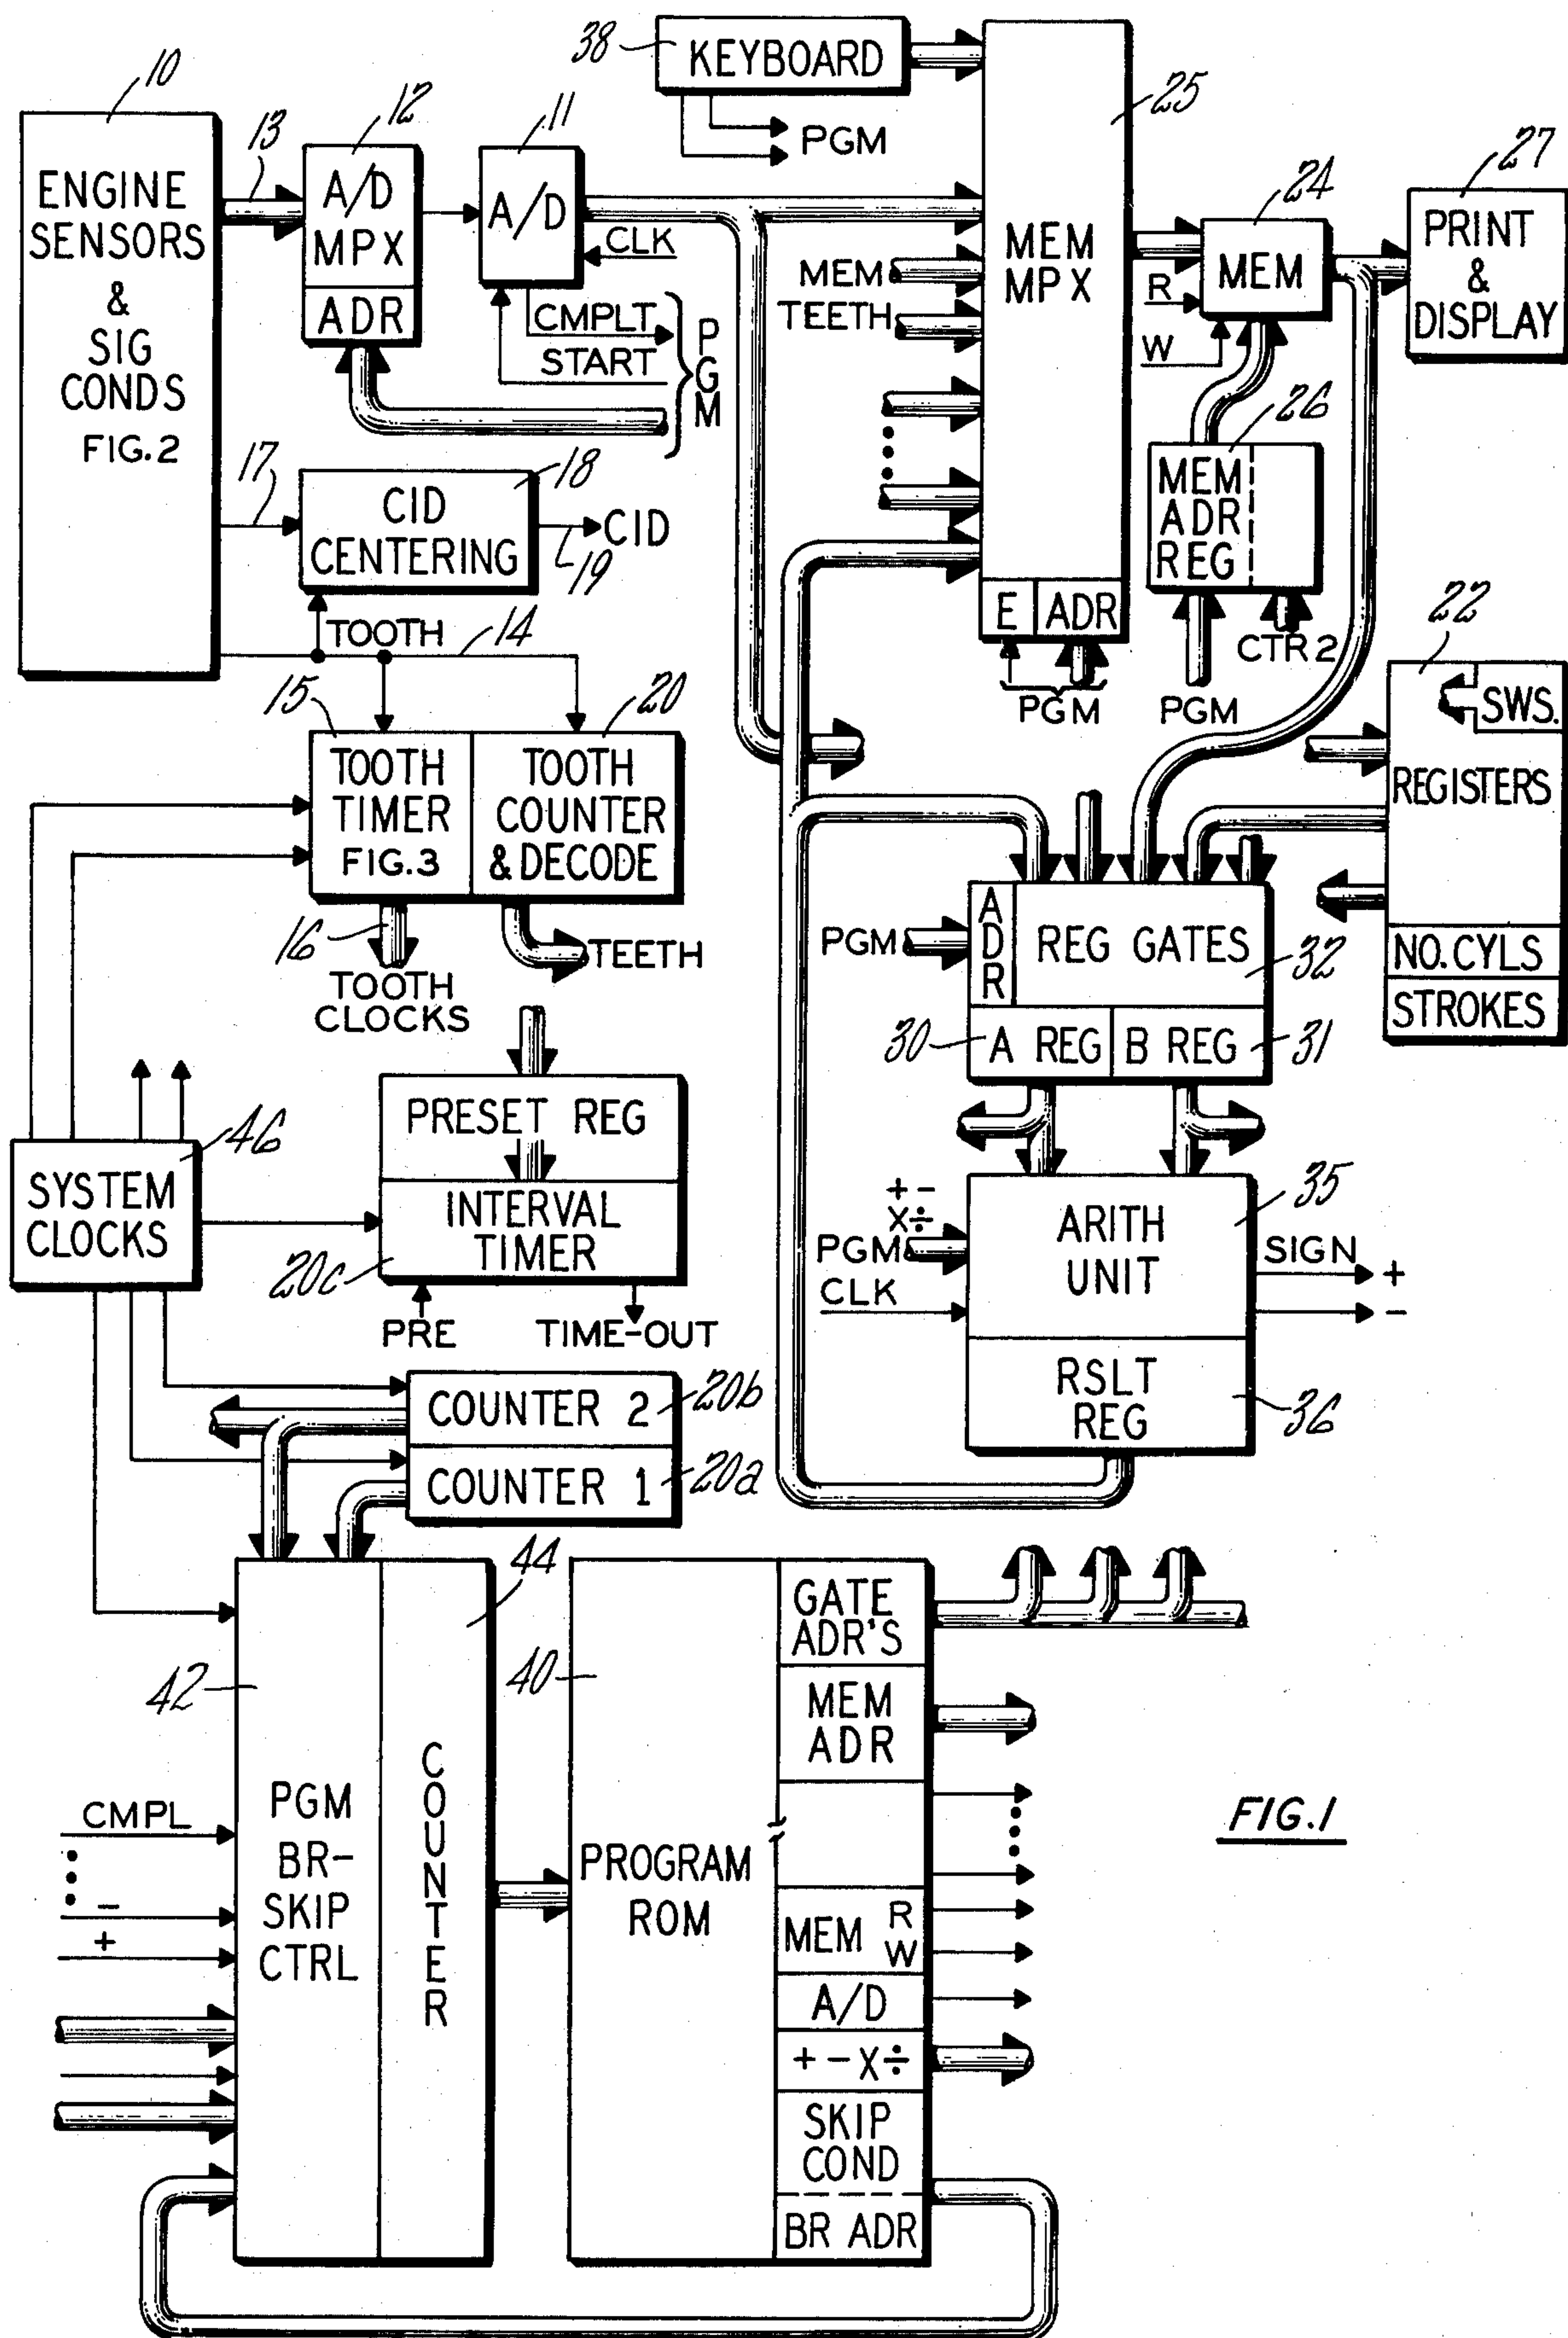 10
ENGINE
SENSORS
&
SIG
CONDS
FIG.2
13
12
A/D
MPX
ADR
11
A/D
CLK
CMPLT
START
PGM
38
KEYBOARD
PGM
25
MEM
MPX
MEM
TEETH
E
ADR
PGM
24
MEM
R
W
27
PRINT
&
DISPLAY
26
MEM
ADR
REG
PGM
CTR 2
17
18
CID
CENTERING
19
CID
TOOTH
14
15
TOOTH
TIMER
FIG.3
20
TOOTH
COUNTER
& DECODE
16
TOOTH
CLOCKS
TEETH
22
SWS.
REGISTERS
NO. CYLS
STROKES
PGM
ADR
REG GATES
32
30
A REG
B REG
31
46
SYSTEM
CLOCKS
PRESET REG
INTERVAL
TIMER
20c
PRE
TIME-OUT
+ -
X ÷
PGM
CLK
ARITH
UNIT
35
SIGN
+
-
RSLT
REG
36
COUNTER 2
20b
COUNTER 1
20a
42
PGM
BR-
SKIP
CTRL
44
COUNTER
CMPL
-
+
40
PROGRAM
ROM
GATE
ADR'S
MEM
ADR
MEM
R
W
A/D
+ - X ÷
SKIP
COND
BR ADR
FIG.1